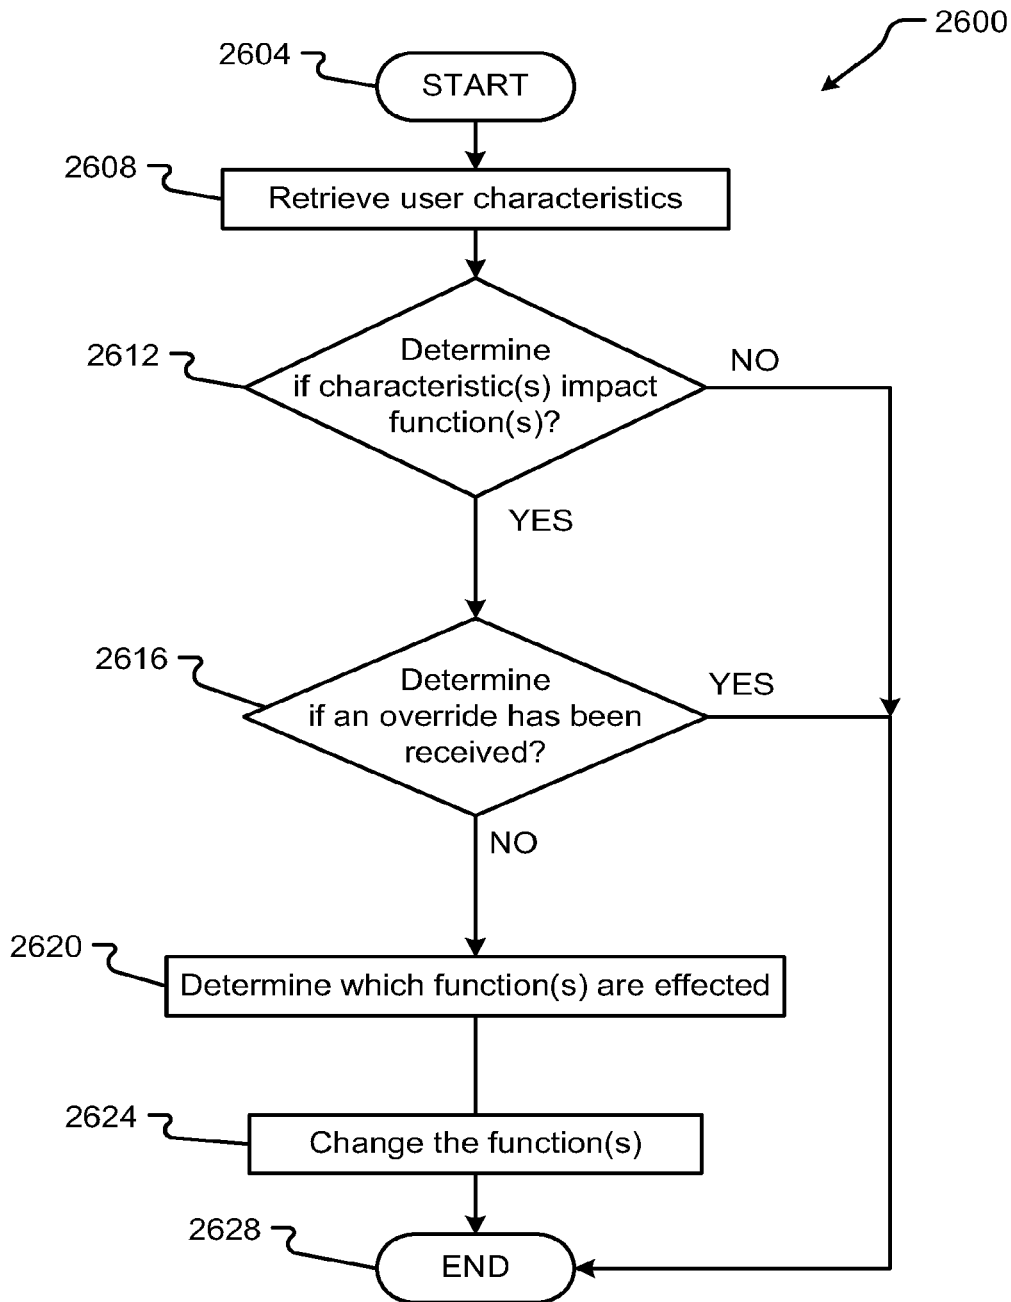 2600
2604
START
2608
Retrieve user characteristics
2612
Determine
if characteristic(s) impact
function(s)?
NO
YES
2616
Determine
if an override has been
received?
YES
NO
2620
Determine which function(s) are effected
2624
Change the function(s)
2628
END